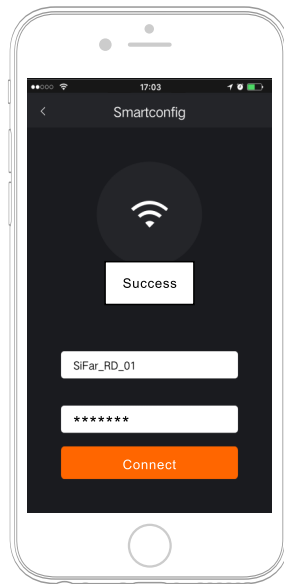 17:03
Smartconfig
Success
SiFar_RD_01
*******
Connect